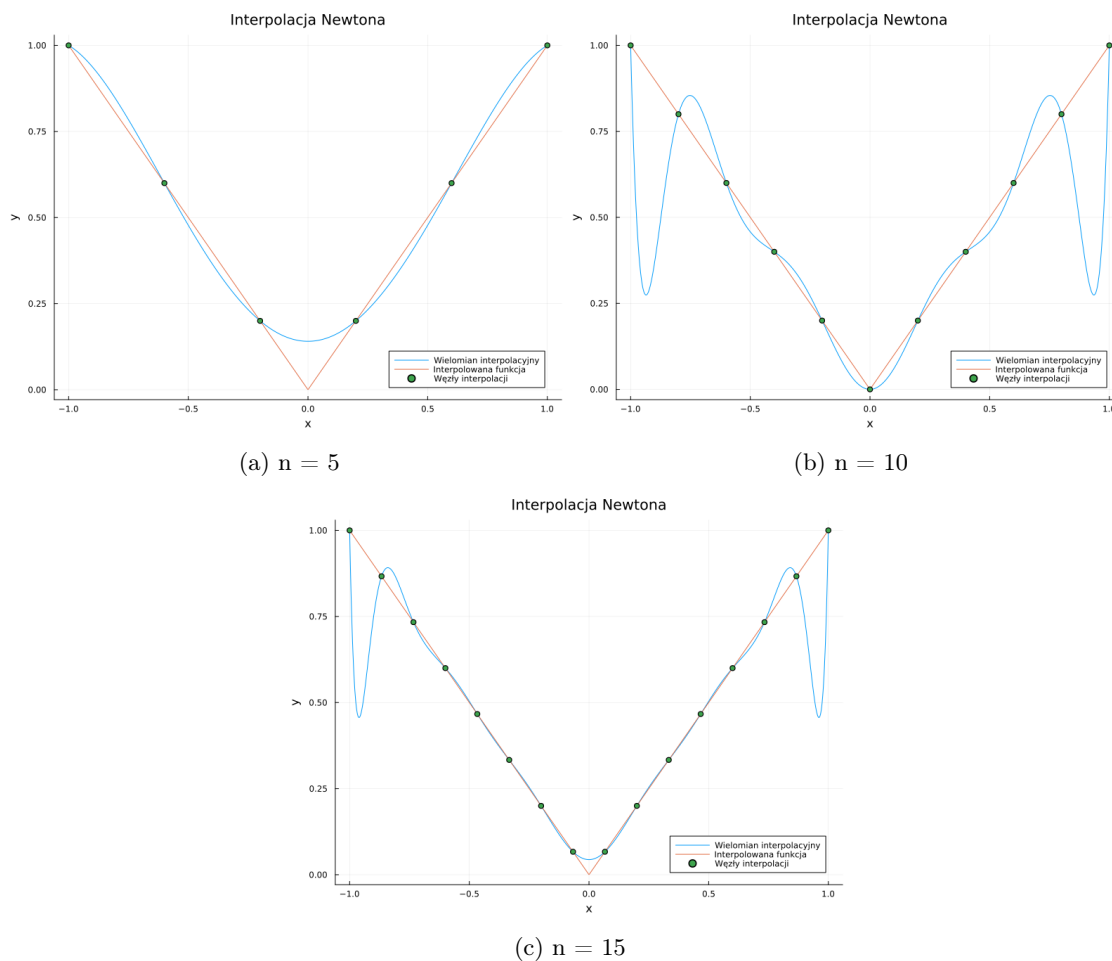 Interpolacja Newtona
1.00
0.75
y
0.50
0.25
0.00
Wielomian interpolacyjny
Interpolowana funkcja
Węzły interpolacji
−1.0 −0.5 0.0 0.5 1.0
x
(a) n = 5
Interpolacja Newtona
1.00
0.75
y
0.50
0.25
0.00
Wielomian interpolacyjny
Interpolowana funkcja
Węzły interpolacji
−1.0 −0.5 0.0 0.5 1.0
x
(b) n = 10
Interpolacja Newtona
1.00
0.75
y
0.50
0.25
0.00
Wielomian interpolacyjny
Interpolowana funkcja
Węzły interpolacji
−1.0 −0.5 0.0 0.5 1.0
x
(c) n = 15